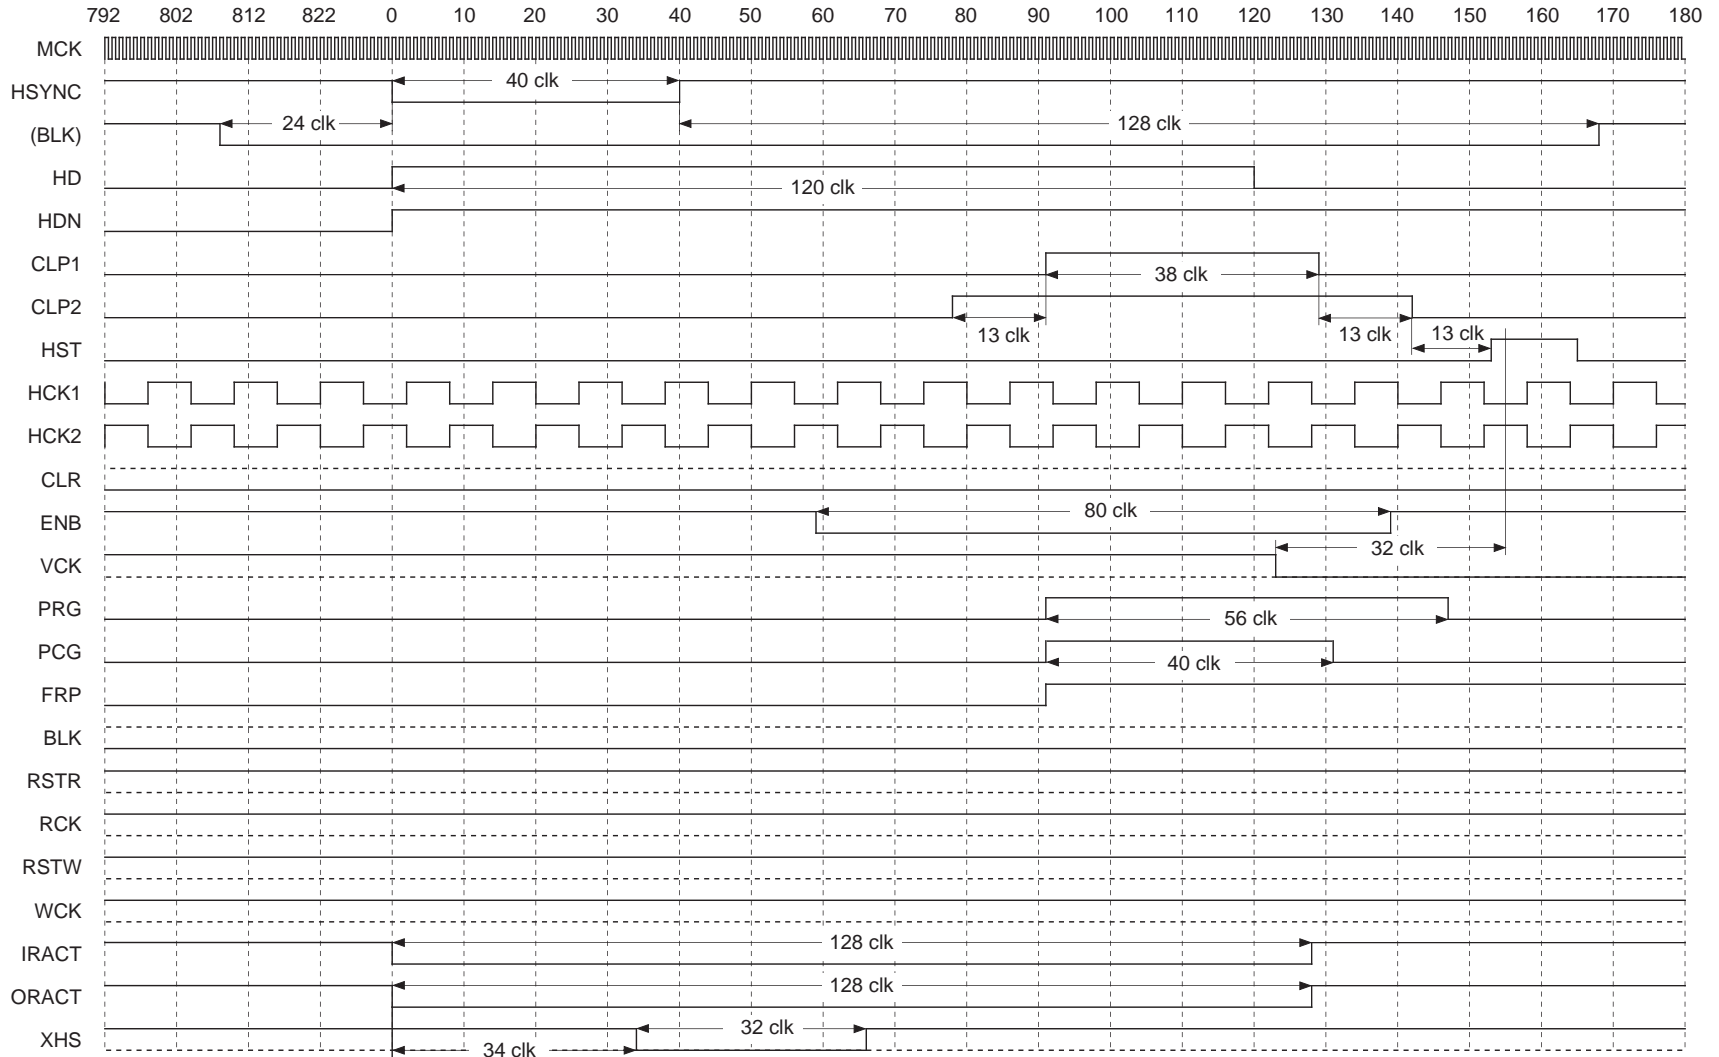 792 802 812 822 0 10 20 30 40 50 60 70 80 90 100 110 120 130 140 150 160 170 180
MCK
HSYNC 40 clk
(BLK) 24 clk 128 clk
HD 120 clk
HDN
CLP1 38 clk
CLP2 13 clk 13 clk 13 clk
HST
HCK1
HCK2
CLR
ENB 80 clk
VCK 32 clk
PRG 56 clk
PCG 40 clk
FRP
BLK
RSTR
RCK
RSTW
WCK
IRACT 128 clk
ORACT 128 clk
XHS 32 clk
34 clk